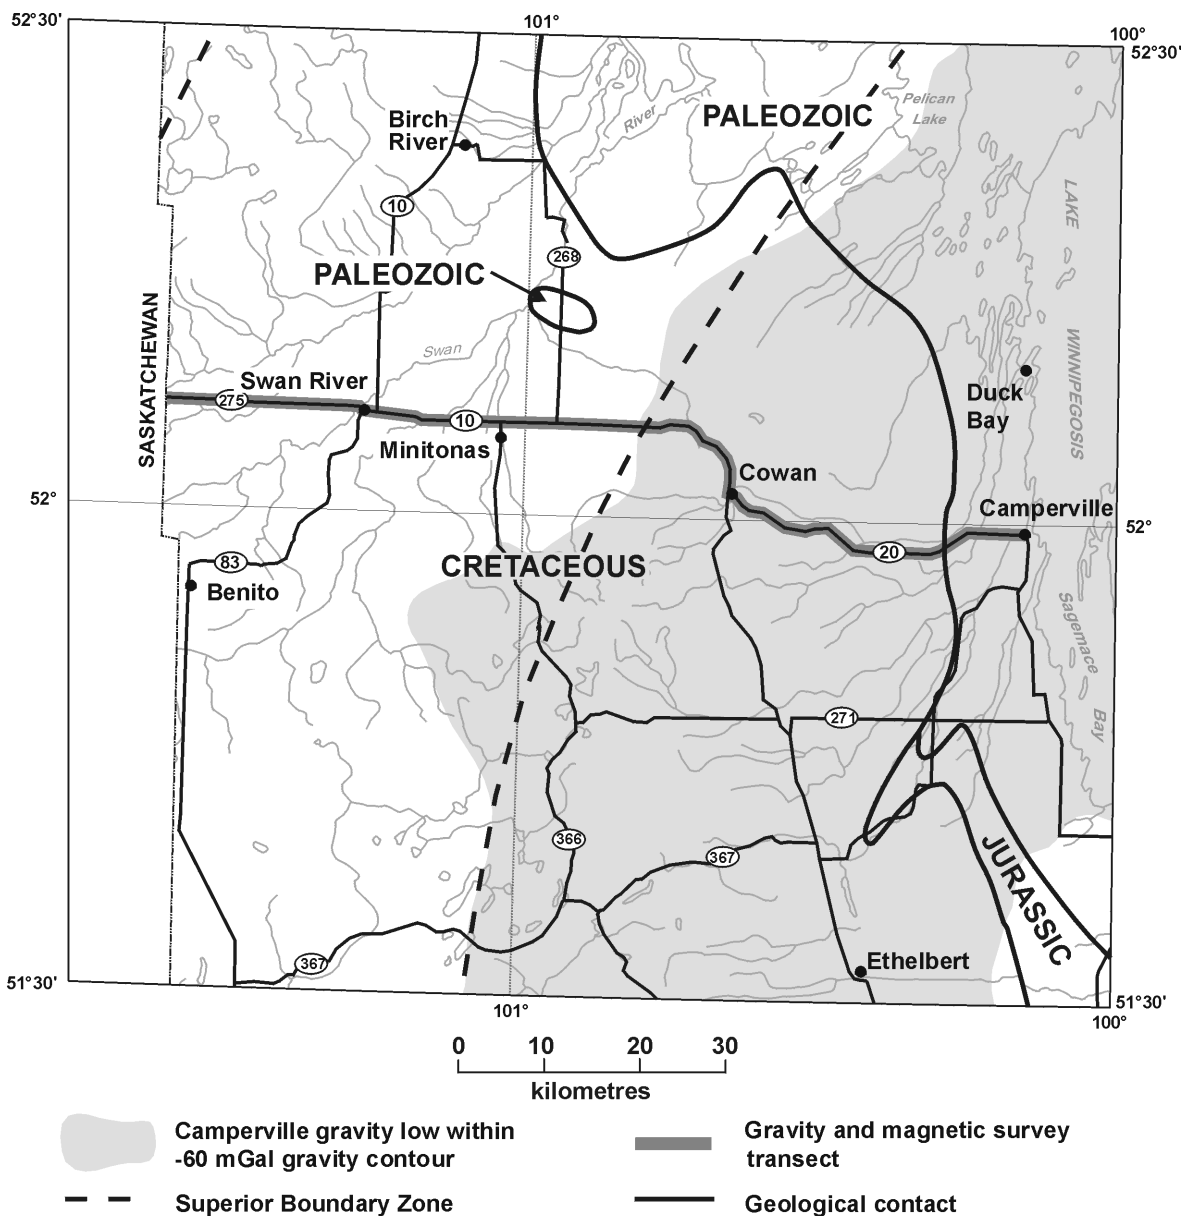 52°30'
101°
100°
52°30'
Birch
River
River
PALEOZOIC
Pelican
Lake
10
LAKE
268
PALEOZOIC
SASKATCHEWAN
WINNIPEGOSIS
Swan
Swan River
275
10
Duck
Bay
Minitonas
Cowan
52°
Camperville
52°
20
83
CRETACEOUS
Benito
Sagemace
Bay
271
366
367
JURASSIC
367
Ethelbert
51°30'
101°
51°30'
100°
0 10 20 30
kilometres
Camperville gravity low within
-60 mGal gravity contour
Gravity and magnetic survey
transect
Superior Boundary Zone
Geological contact